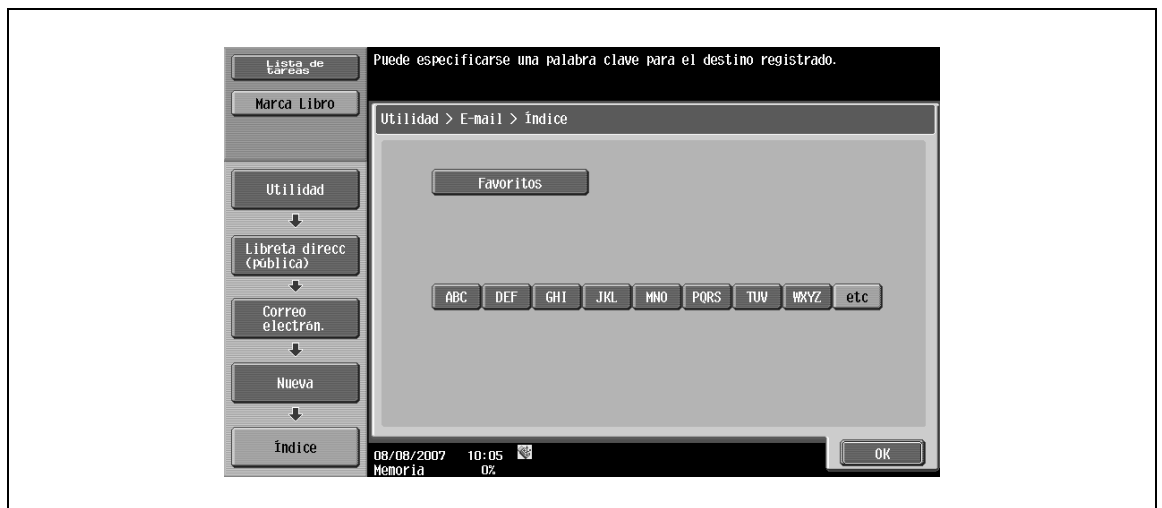 Lista de
tareas
Marca Libro
Puede especificarse una palabra clave para el destino registrado.
Utilidad > E-mail > Índice
Favoritos
Utilidad
Libreta direcc
(pública)
ABC DEF GHI JKL MNO PQRS TUV WXYZ etc
Correo
electrón.
Nueva
Índice
08/08/2007 10:05
Memoria 0%
OK